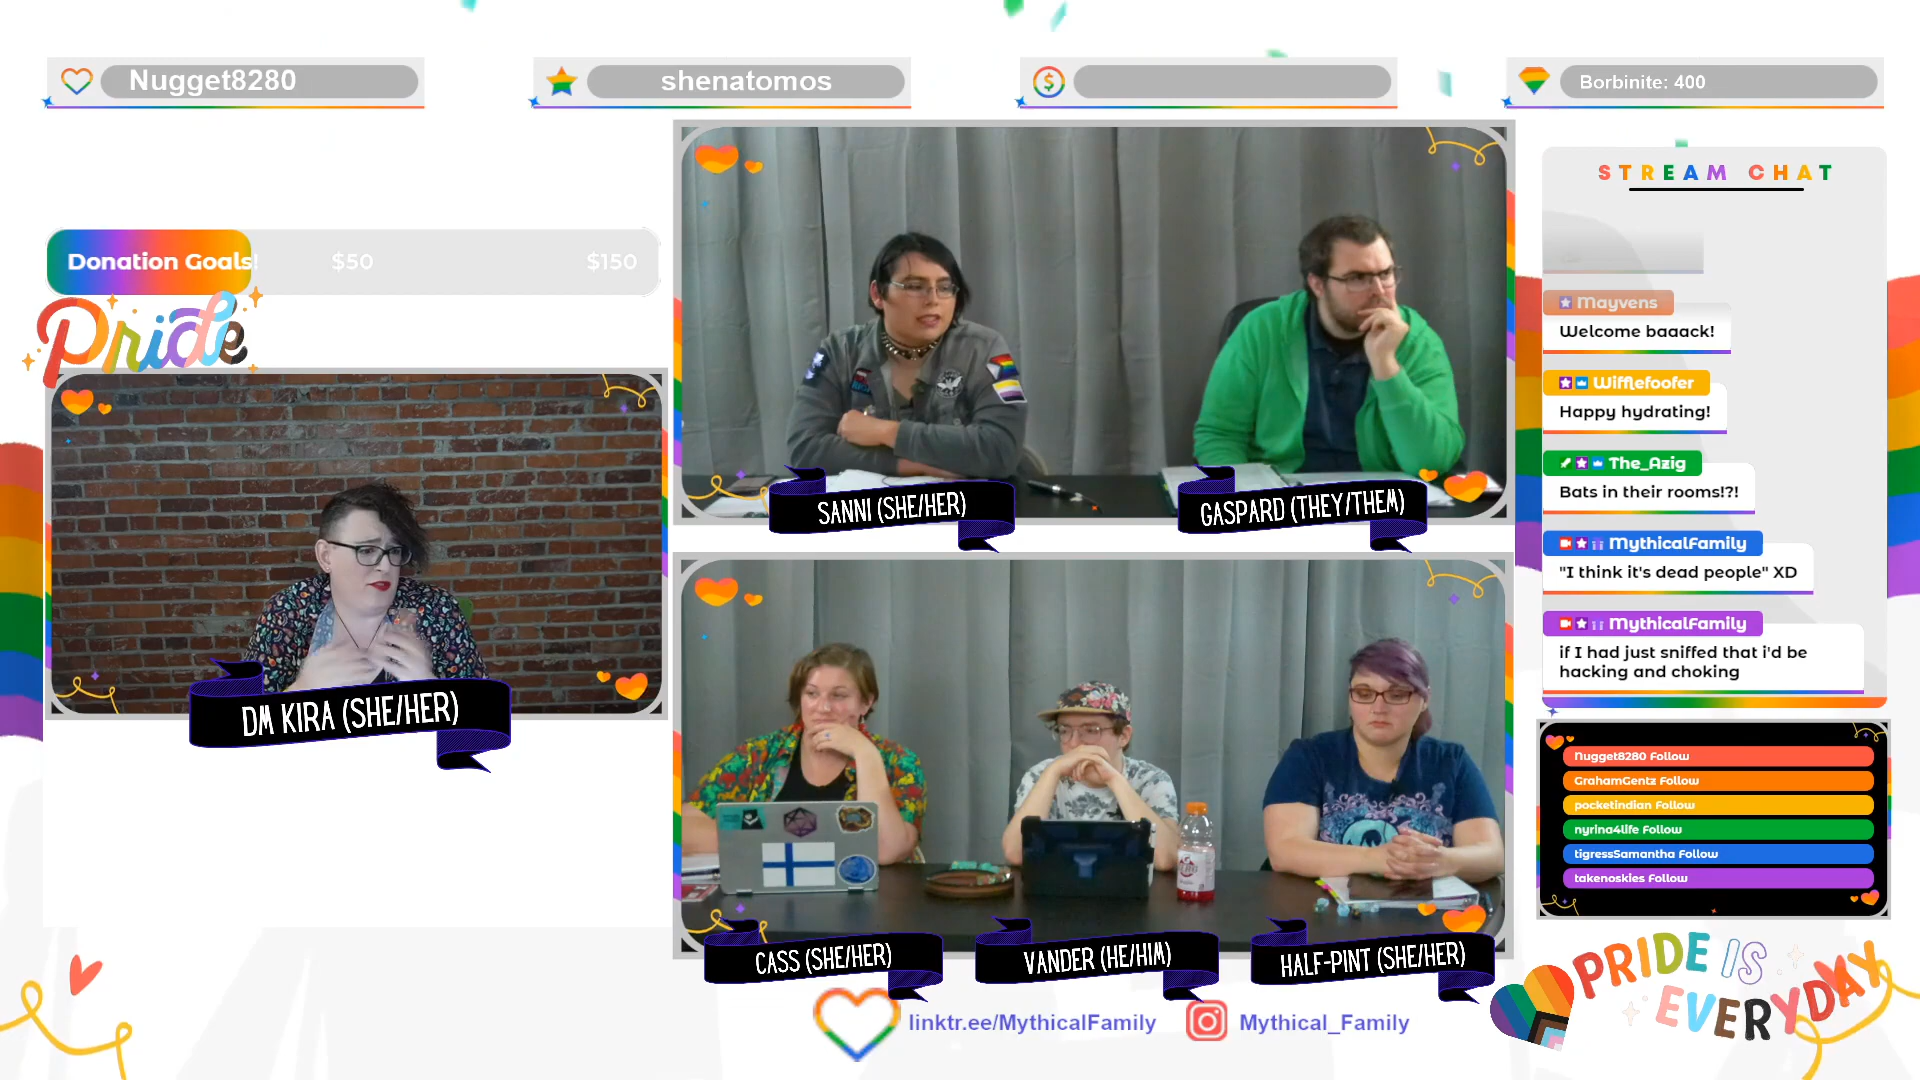 Nugget8280
shenatomos
Borbinite: 400
Donation Goals!
$50
$150
Pride
DM KIRA (SHE/HER)
SANNI (SHE/HER)
GASPARD (THEY/THEM)
CASS (SHE/HER)
VANDER (HE/HIM)
HALF-PINT (SHE/HER)
linktr.ee/MythicalFamily
Mythical_Family
STREAM CHAT
Mayvens
Welcome baaack!
Wifflefoofer
Happy hydrating!
The_Azig
Bats in their rooms!?!
MythicalFamily
"I think it's dead people" XD
MythicalFamily
if I had just sniffed that i'd be
hacking and choking
Nugget8280 Follow
GrahamGentz Follow
pocketindian Follow
nyrina4life Follow
tigressSamantha Follow
takenoskies Follow
PRIDE IS
EVERYDAY